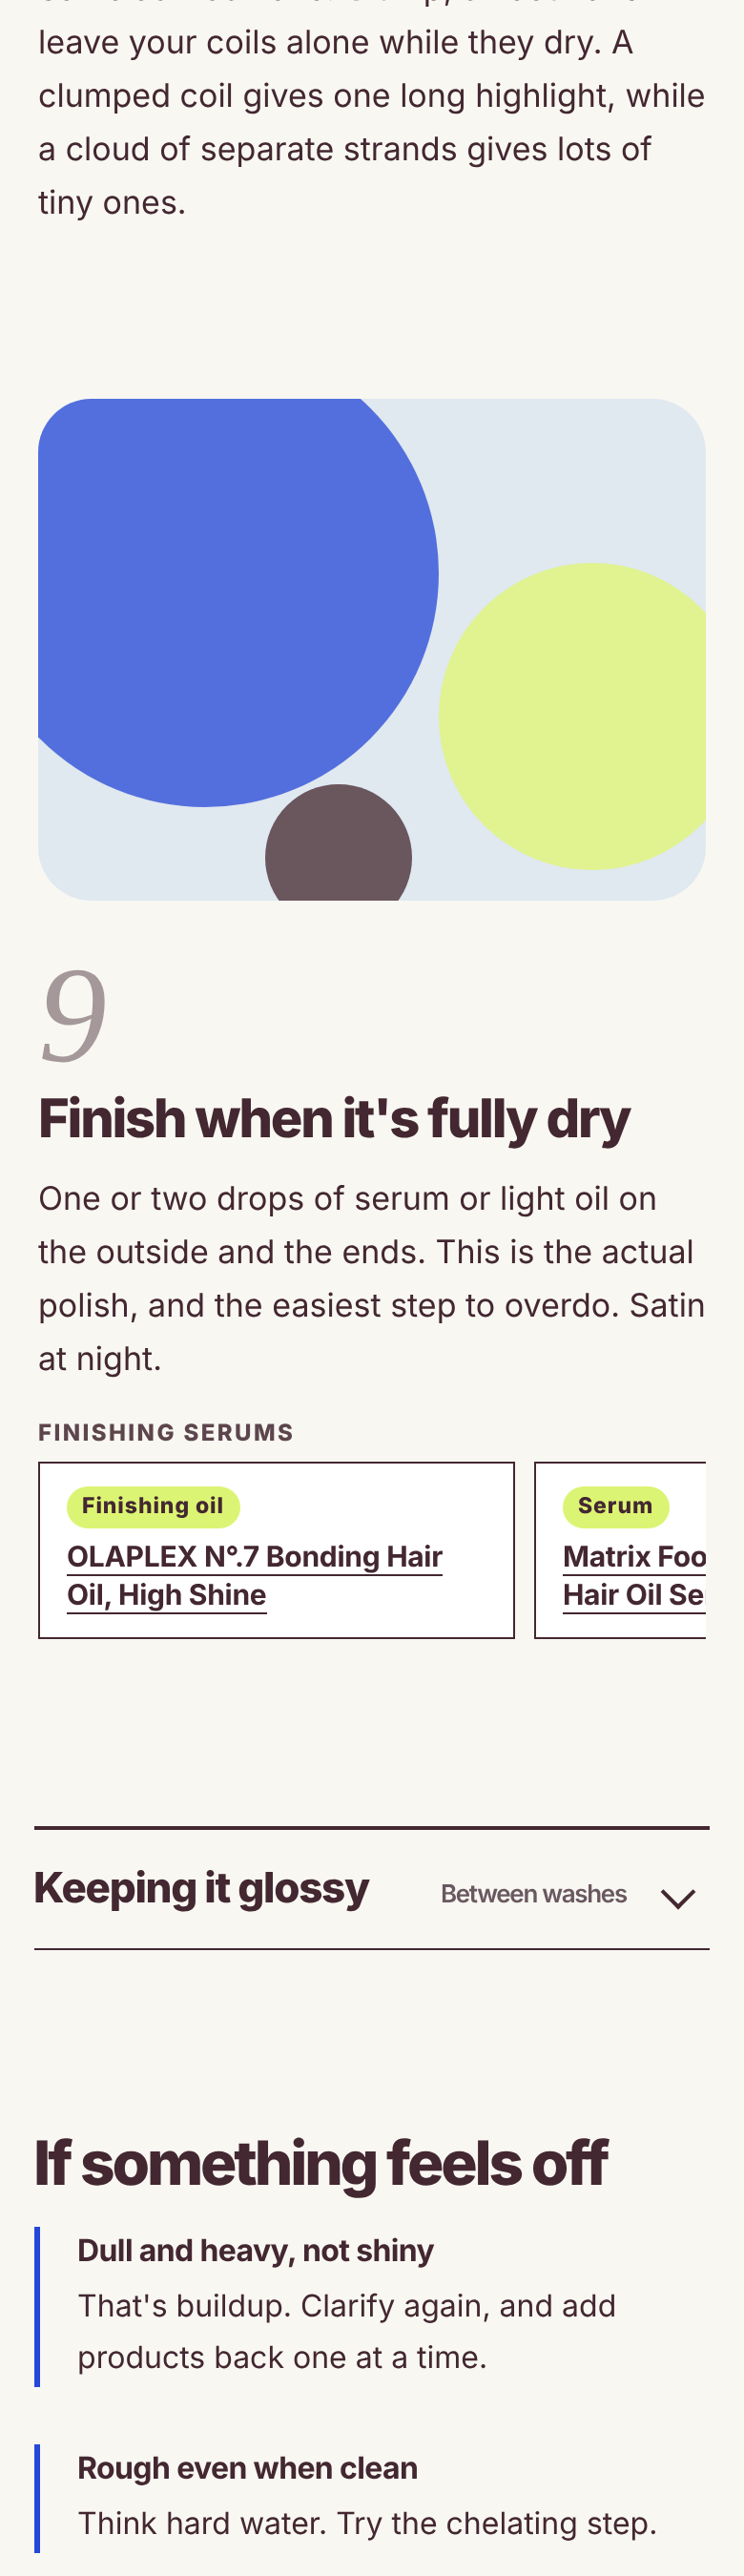 leave your coils alone while they dry. A
clumped coil gives one long highlight, while
a cloud of separate strands gives lots of
tiny ones.
9
Finish when it's fully dry
One or two drops of serum or light oil on
the outside and the ends. This is the actual
polish, and the easiest step to overdo. Satin
at night.
FINISHING SERUMS
Finishing oil
OLAPLEX N°.7 Bonding Hair
Oil, High Shine
Serum
Matrix Foo
Hair Oil Se
Keeping it glossy
Between washes
If something feels off
Dull and heavy, not shiny
That's buildup. Clarify again, and add
products back one at a time.
Rough even when clean
Think hard water. Try the chelating step.